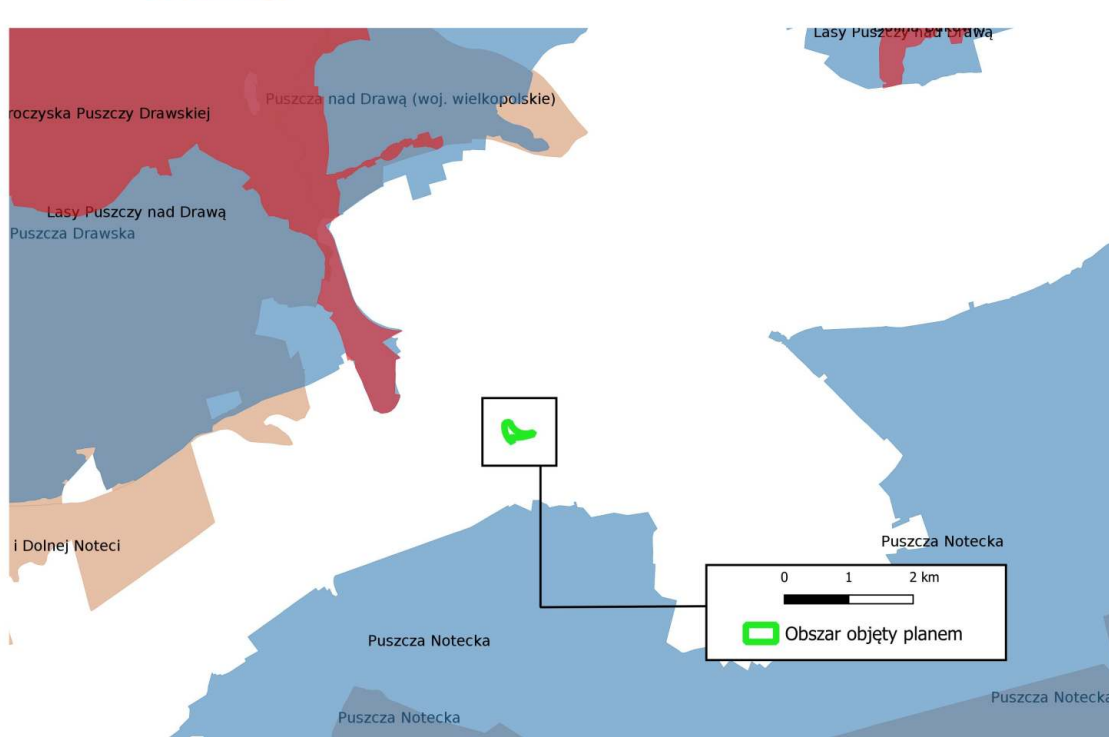 Lasy Puszczy nad Drawą
Puszcza nad Drawą (woj. wielkopolskie)
roczyska Puszczy Drawskiej
Lasy Puszczy nad Drawą
Puszcza Drawska
i Dolnej Noteci
Puszcza Notecka
0 1 2 km
Obszar objęty planem
Puszcza Notecka
Puszcza Notecka
Puszcza Notecka